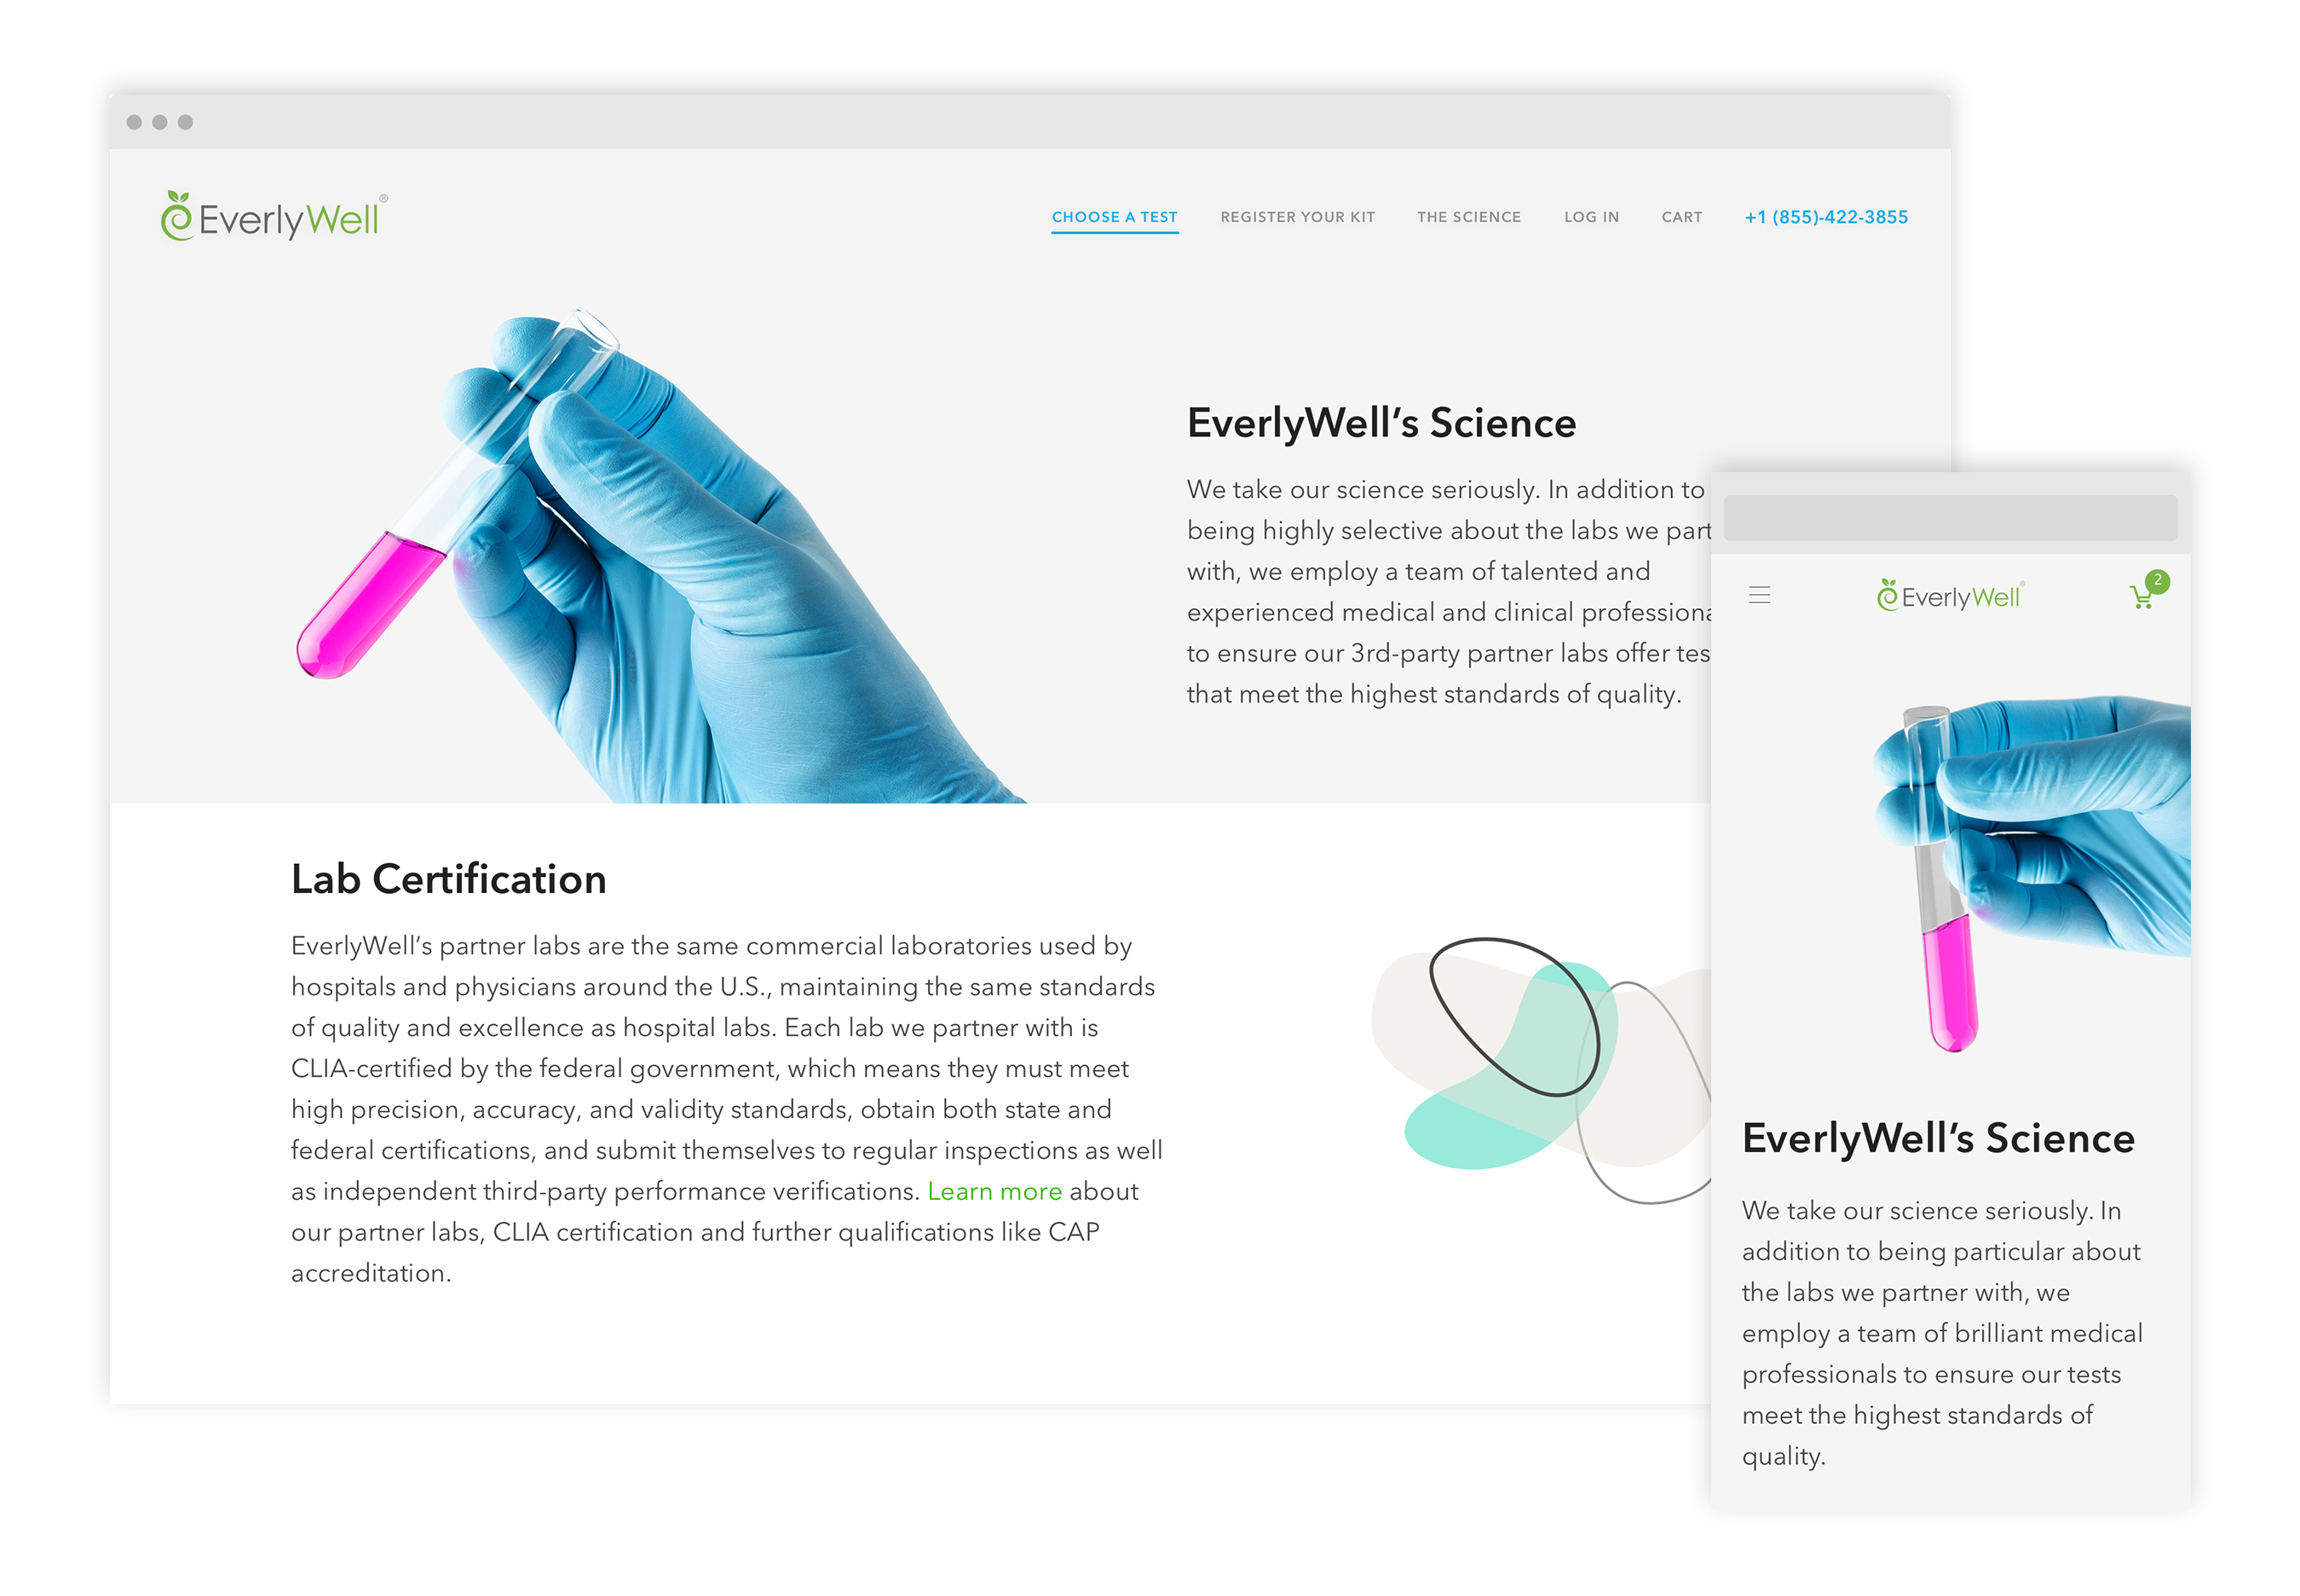 EverlyWell®
CHOOSE A TEST
REGISTER YOUR KIT
THE SCIENCE
LOG IN
CART
+1 (855)-422-3855
EverlyWell’s Science
We take our science seriously. In addition to
being highly selective about the labs we part
with, we employ a team of talented and
experienced medical and clinical professiona
to ensure our 3rd-party partner labs offer tes
that meet the highest standards of quality.
Lab Certification
EverlyWell’s partner labs are the same commercial laboratories used by
hospitals and physicians around the U.S., maintaining the same standards
of quality and excellence as hospital labs. Each lab we partner with is
CLIA-certified by the federal government, which means they must meet
high precision, accuracy, and validity standards, obtain both state and
federal certifications, and submit themselves to regular inspections as well
as independent third-party performance verifications. Learn more about
our partner labs, CLIA certification and further qualifications like CAP
accreditation.
EverlyWell®
2
EverlyWell’s Science
We take our science seriously. In
addition to being particular about
the labs we partner with, we
employ a team of brilliant medical
professionals to ensure our tests
meet the highest standards of
quality.